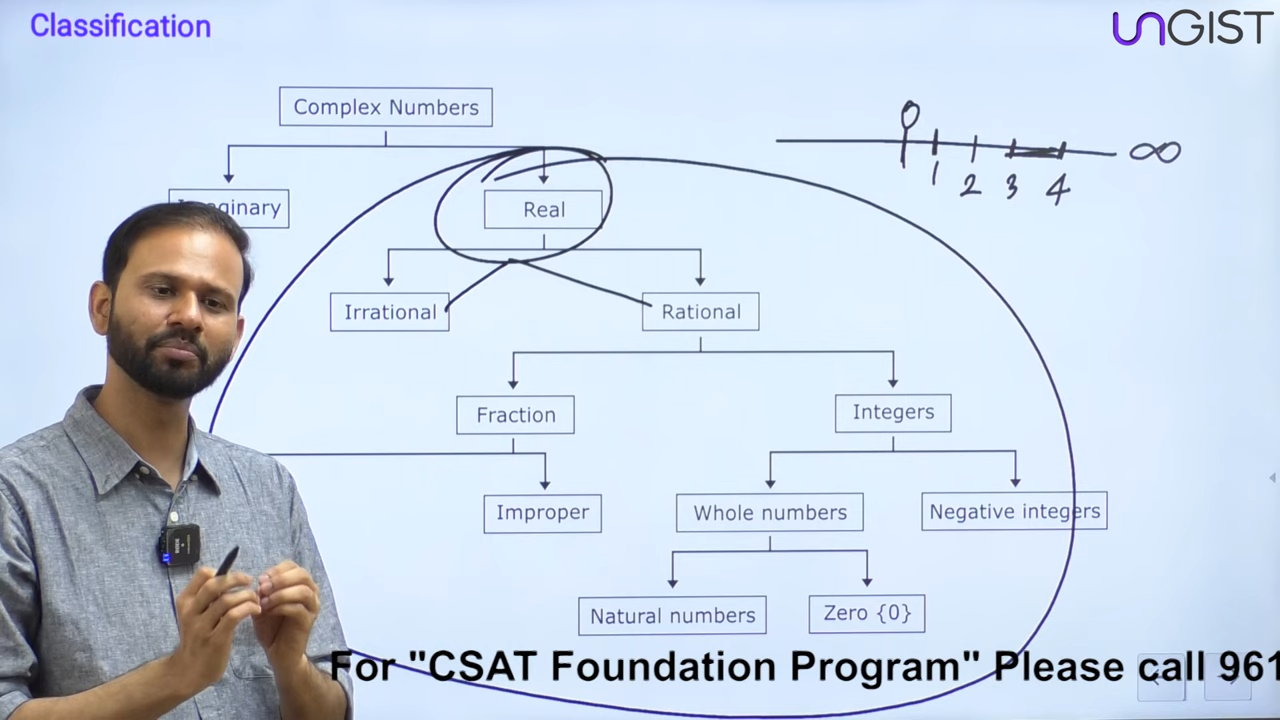 Classification
UNGIST
Complex Numbers
0
∞
1 2 3 4
Imaginary
Real
Irrational
Rational
Fraction
Integers
Improper
Whole numbers
Negative integers
Natural numbers
Zero {0}
For "CSAT Foundation Program" Please call 961